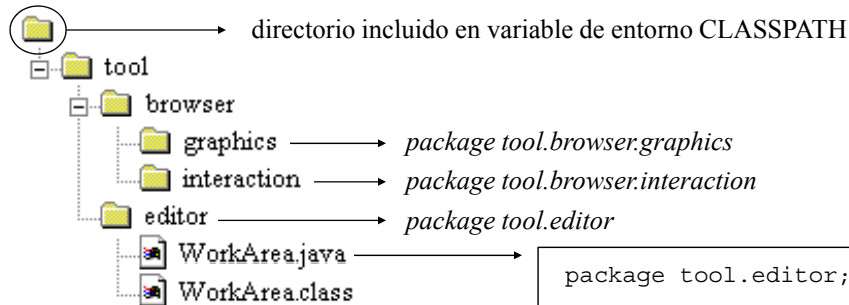 directorio incluido en variable de entorno CLASSPATH
tool
browser
graphics package tool.browser.graphics
interaction package tool.browser.interaction
editor package tool.editor
WorkArea.java package tool.editor;
WorkArea.class